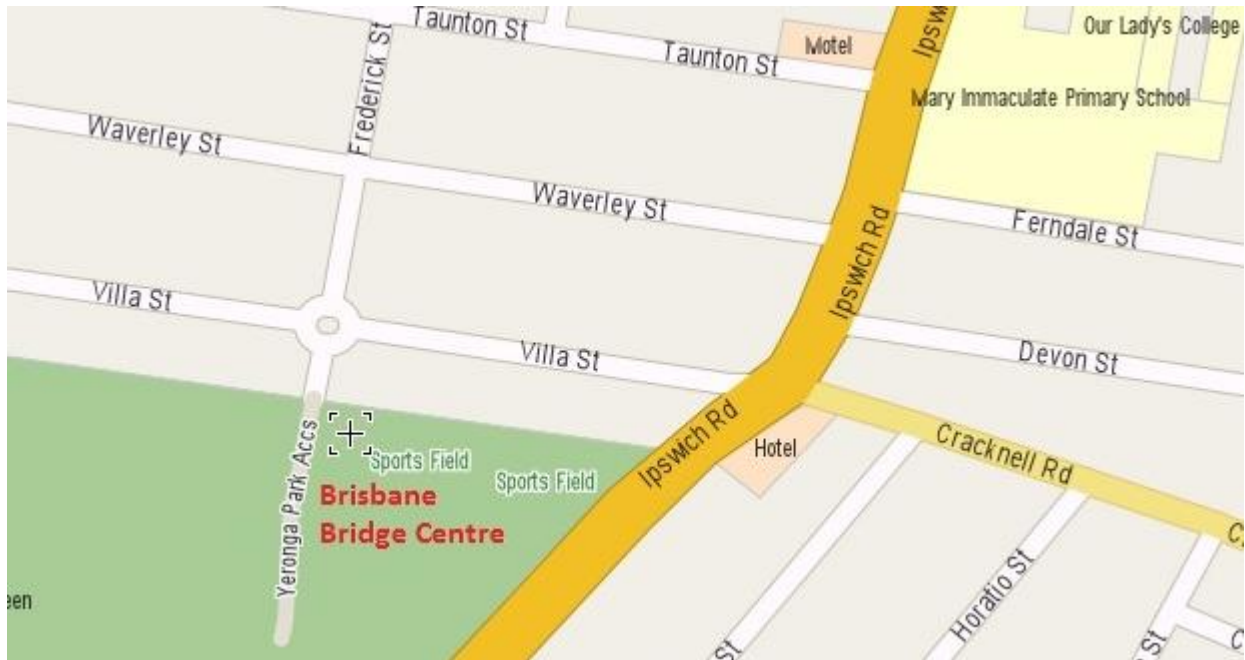 Taunton St
Ipsw
Our Lady's College
Motel
Taunton St
Frederick St
Mary Immaculate Primary School
Waverley St
Waverley St
Ferndale St
Ipswich Rd
Villa St
Villa St
Devon St
Ipswich Rd
Hotel
Cracknell Rd
Yeronga Park Accs
Sports Field
Sports Field
Brisbane
Bridge Centre
C
een
Horatio St
St
St
C